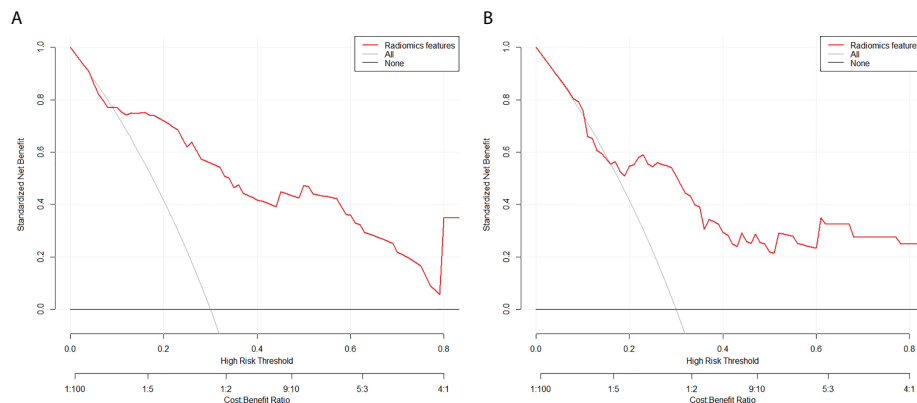 A
Radiomics features
All
None
Standardized Net Benefit
1.0
0.8
0.6
0.4
0.2
0.0
0.0 0.2 0.4 0.6 0.8
High Risk Threshold
1:100 1:5 1:2 9:10 5:3 4:1
Cost:Benefit Ratio
B
Radiomics feature
All
None
Standardized Net Benefit
1.0
0.8
0.6
0.4
0.2
0.0
0.0 0.2 0.4 0.6 0.8
High Risk Threshold
1:100 1:5 1:2 9:10 5:3 4:1
Cost:Benefit Ratio